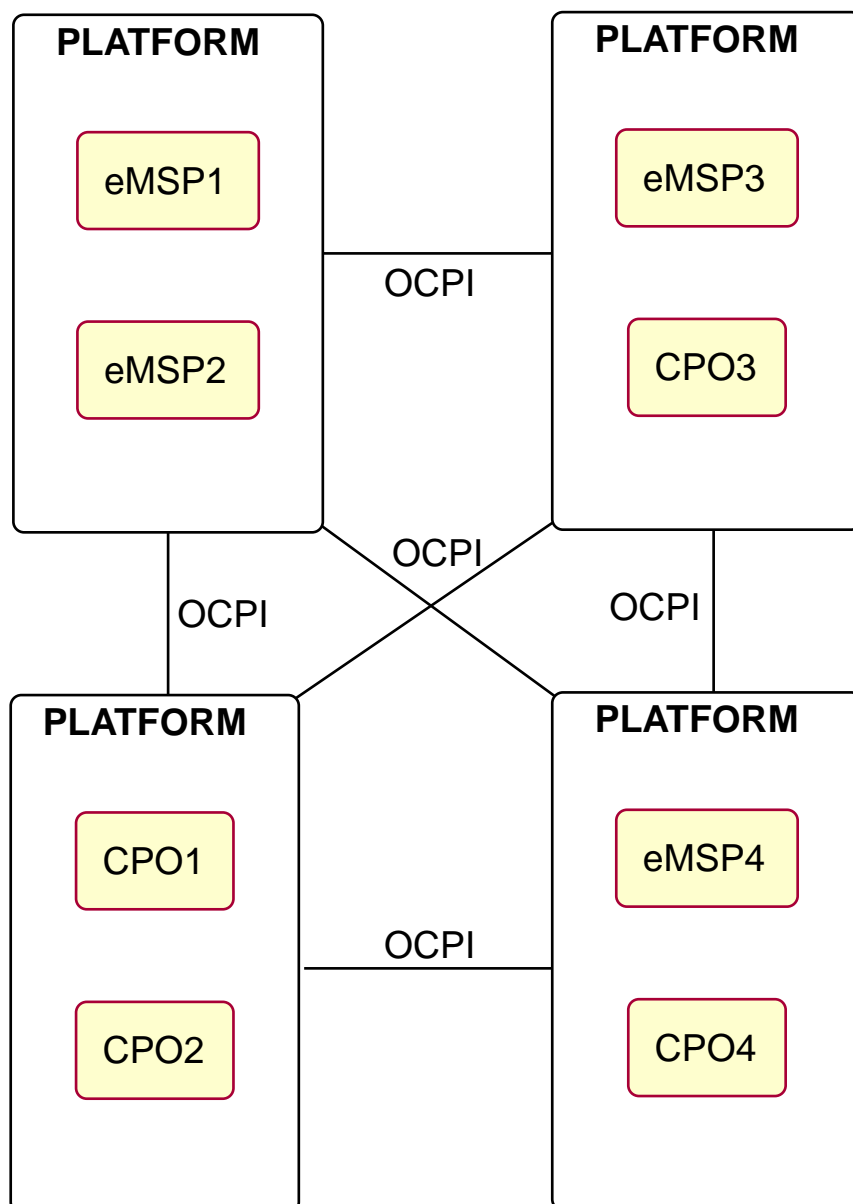 PLATFORM
eMSP1
eMSP2
PLATFORM
eMSP3
CPO3
OCPI
OCPI
OCPI
OCPI
PLATFORM
CPO1
CPO2
OCPI
PLATFORM
eMSP4
CPO4